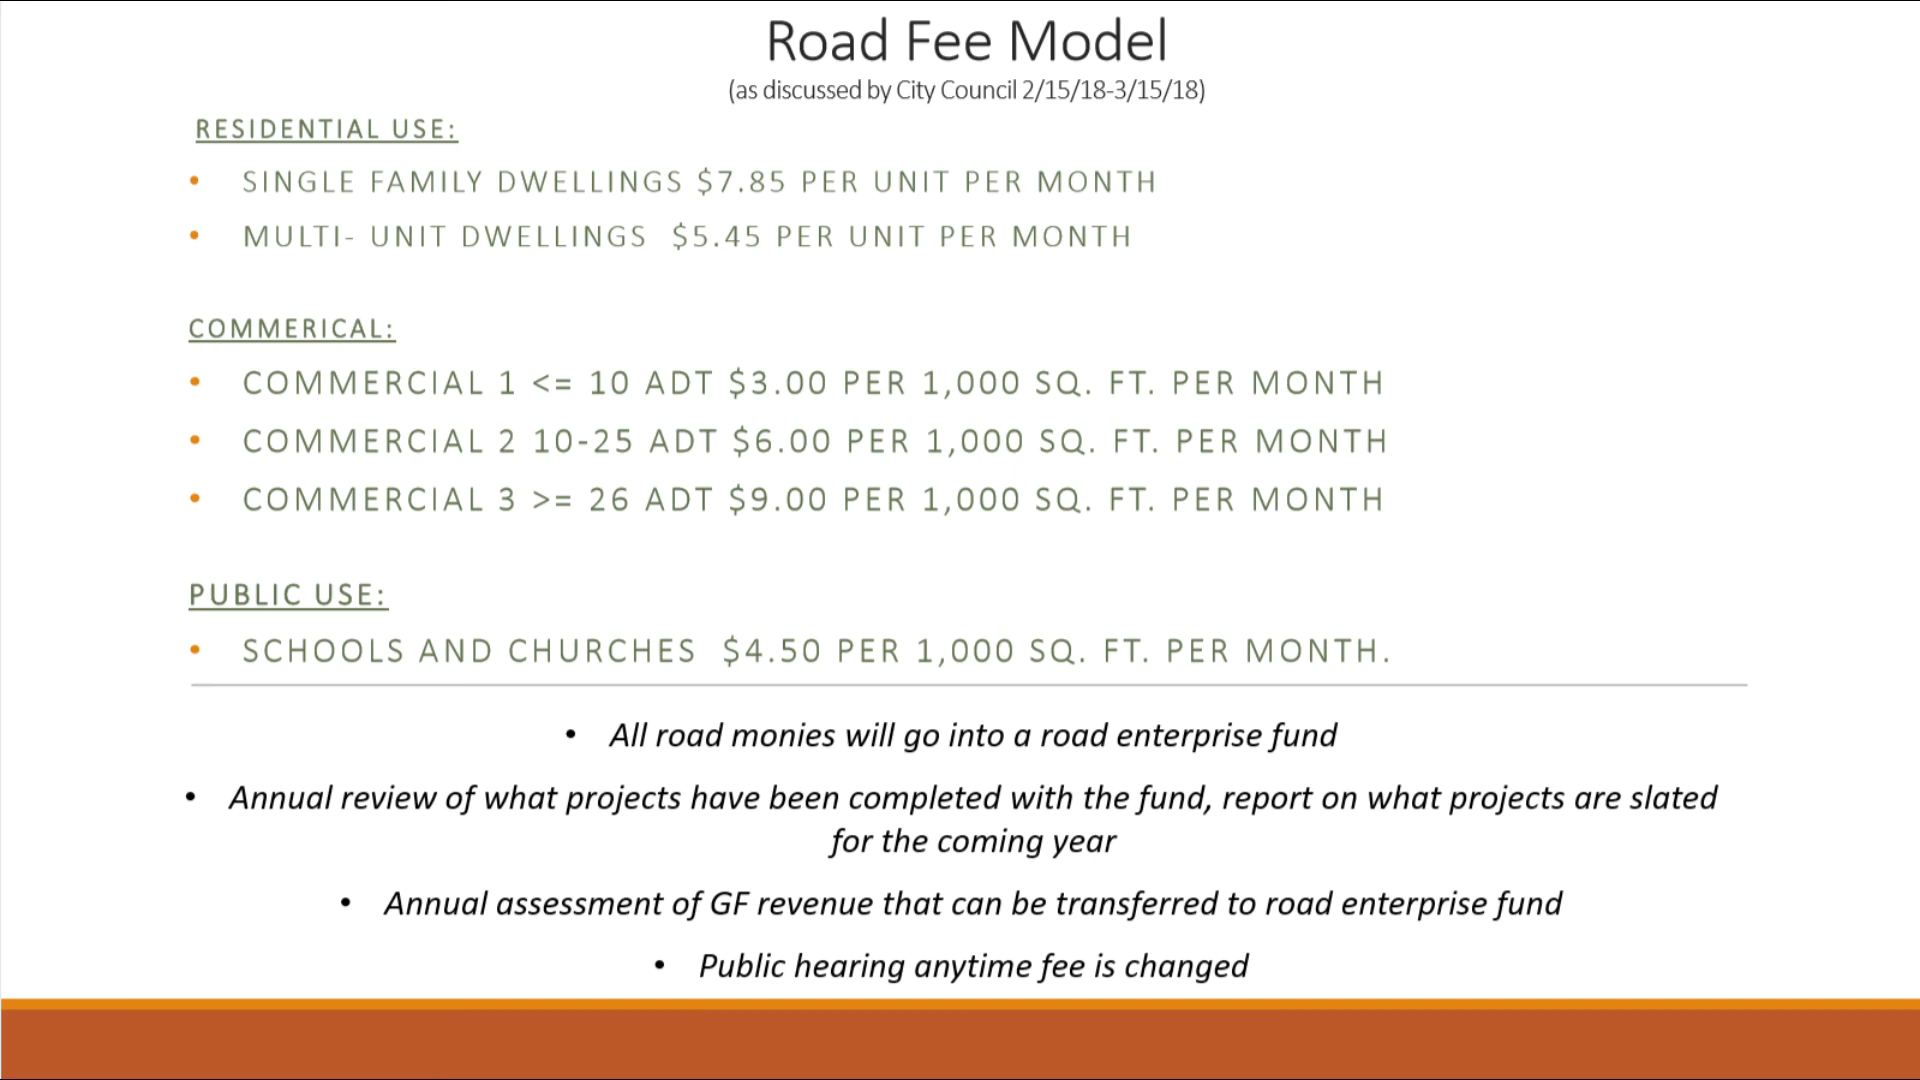 Road Fee Model
(as discussed by City Council 2/15/18-3/15/18)
RESIDENTIAL USE:
• SINGLE FAMILY DWELLINGS $7.85 PER UNIT PER MONTH
• MULTI- UNIT DWELLINGS $5.45 PER UNIT PER MONTH
COMMERICAL:
• COMMERCIAL 1 <= 10 ADT $3.00 PER 1,000 SQ. FT. PER MONTH
• COMMERCIAL 2 10-25 ADT $6.00 PER 1,000 SQ. FT. PER MONTH
• COMMERCIAL 3 >= 26 ADT $9.00 PER 1,000 SQ. FT. PER MONTH
PUBLIC USE:
• SCHOOLS AND CHURCHES $4.50 PER 1,000 SQ. FT. PER MONTH.
• All road monies will go into a road enterprise fund
• Annual review of what projects have been completed with the fund, report on what projects are slated
for the coming year
• Annual assessment of GF revenue that can be transferred to road enterprise fund
• Public hearing anytime fee is changed